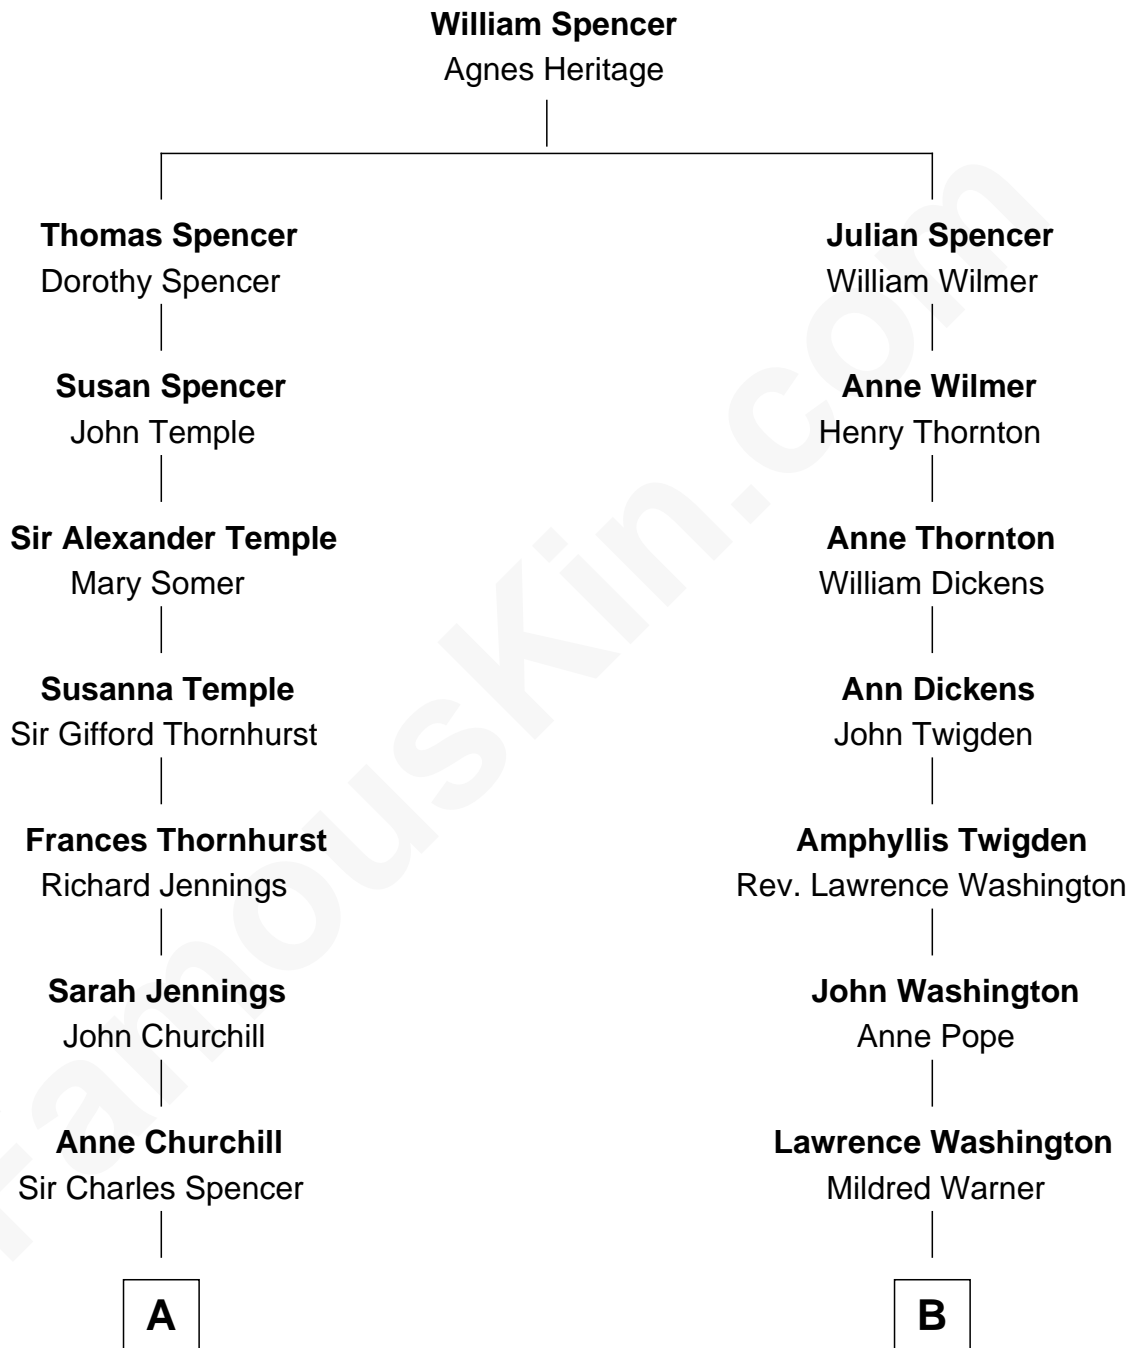 William Spencer
Agnes Heritage
Thomas Spencer
Dorothy Spencer
Julian Spencer
William Wilmer
Susan Spencer
John Temple
Anne Wilmer
Henry Thornton
Sir Alexander Temple
Mary Somer
Anne Thornton
William Dickens
Susanna Temple
Sir Gifford Thornhurst
Ann Dickens
John Twigden
Frances Thornhurst
Richard Jennings
Amphyllis Twigden
Rev. Lawrence Washington
Sarah Jennings
John Churchill
John Washington
Anne Pope
Anne Churchill
Sir Charles Spencer
Lawrence Washington
Mildred Warner
A
B
FamousKin.com